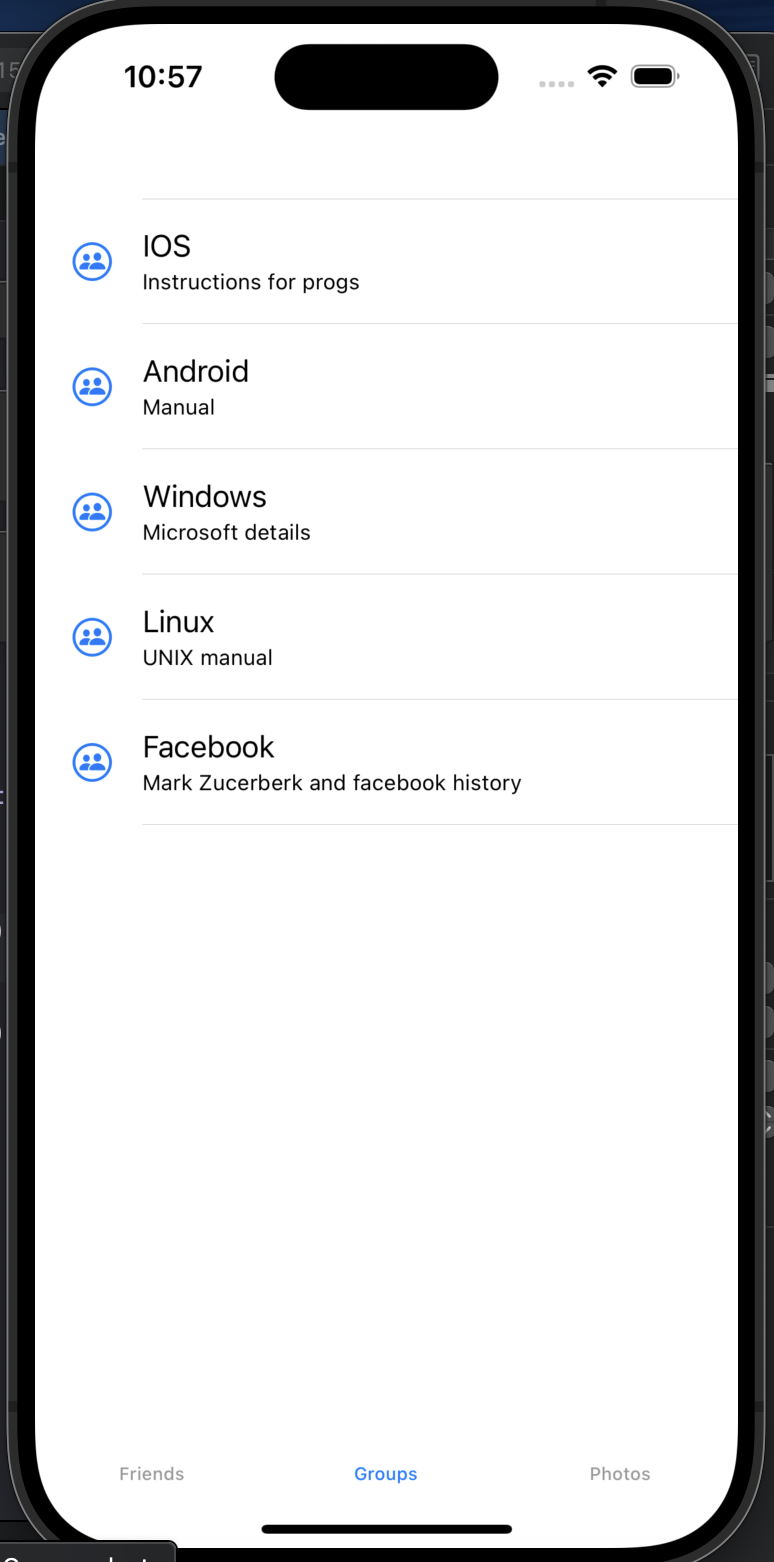 10:57
IOS
Instructions for progs
Android
Manual
Windows
Microsoft details
Linux
UNIX manual
Facebook
Mark Zucerberk and facebook history
Friends
Groups
Photos